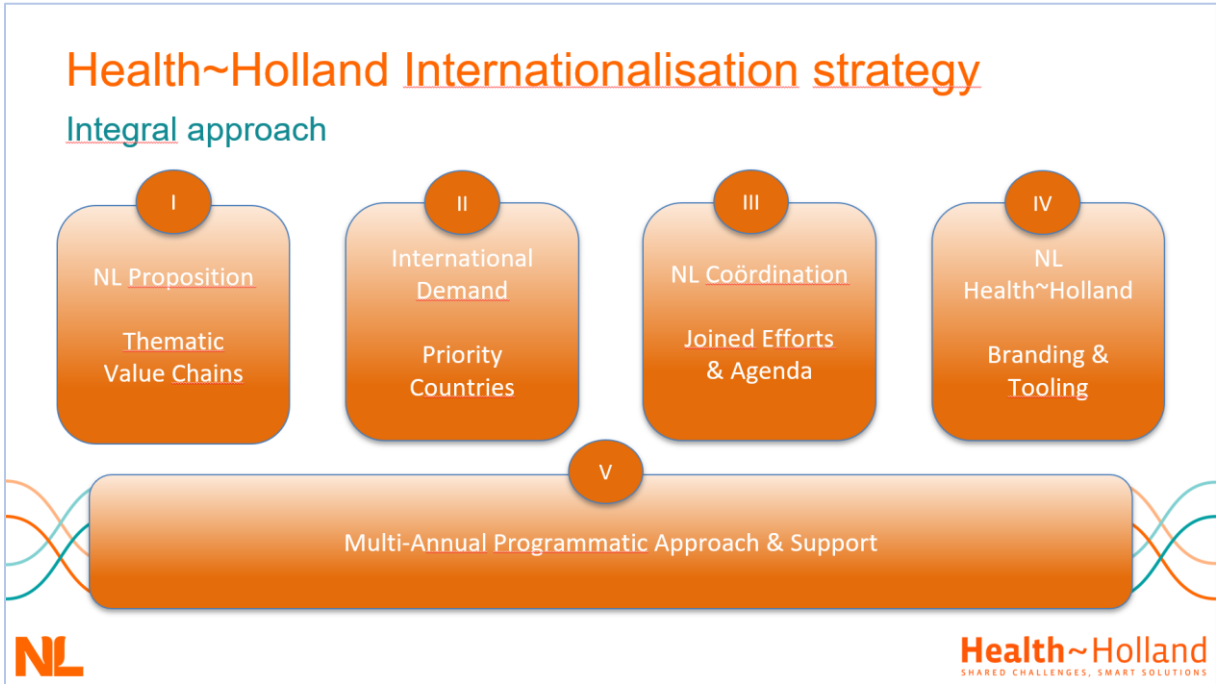 Health~Holland Internationalisation strategy
Integral approach
I
NL Proposition
Thematic
Value Chains
II
International
Demand
Priority
Countries
III
NL Coördination
Joined Efforts
& Agenda
IV
NL
Health~Holland
Branding &
Tooling
V
Multi-Annual Programmatic Approach & Support
NL
Health~Holland
SHARED CHALLENGES, SMART SOLUTIONS